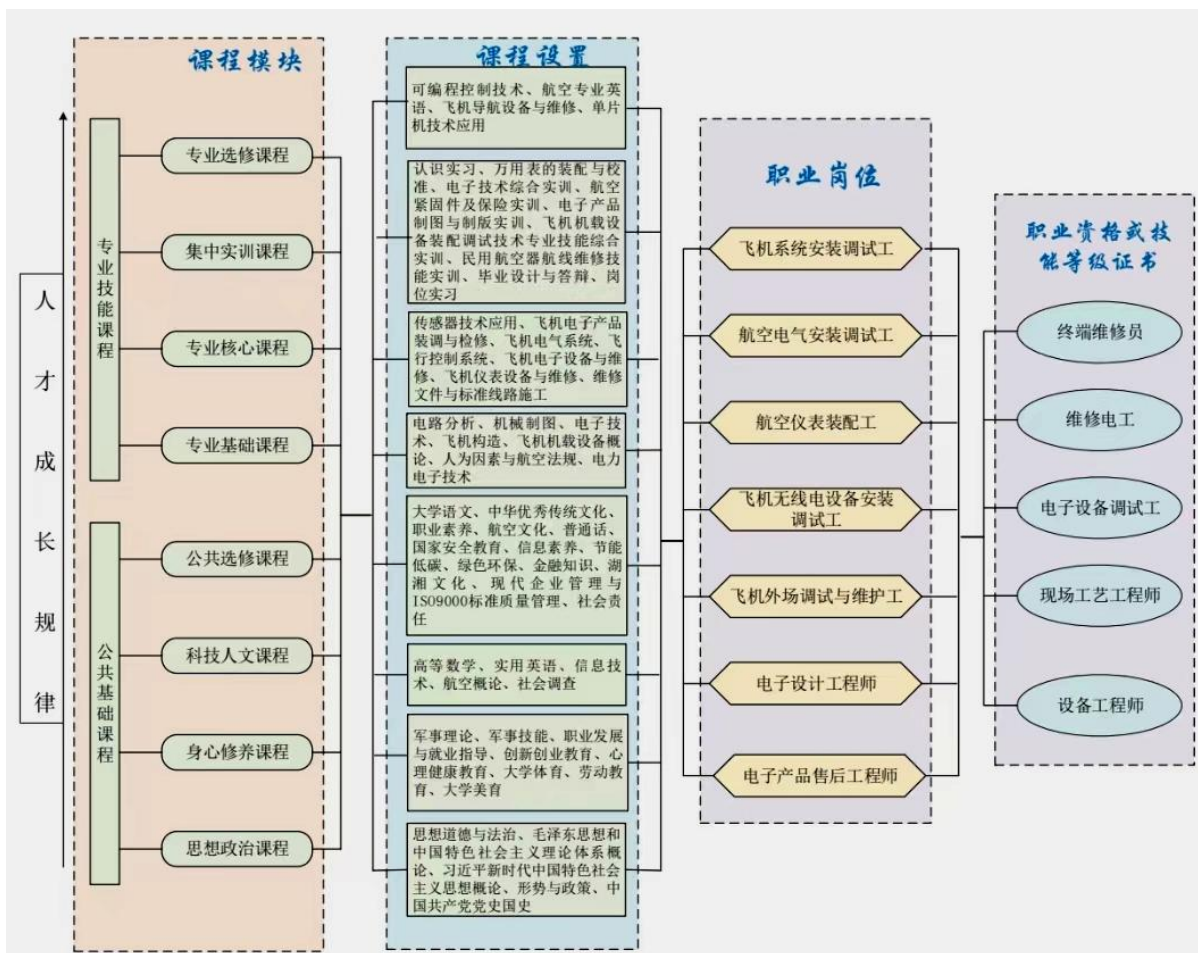 人才成长规律
课程模块
专业技能课程
专业选修课程
集中实训课程
专业核心课程
专业基础课程
公共基础课程
公共选修课程
科技人文课程
身心修养课程
思想政治课程
课程设置
可编程控制技术、航空专业英
语、飞机导航设备与维修、单片
机技术应用
认识实习、万用表的装配与校
准、电子技术综合实训、航空
紧固件及保险实训、电子产品
制图与制版实训、飞机机载设
备装配调试技术专业技能综合
实训、民用航空器航线维修技
能实训、毕业设计与答辩、岗
位实习
传感器技术应用、飞机电子产品
装调与检修、飞机电气系统、飞
行控制系统、飞机电子设备与维
修、飞机仪表设备与维修、维修
文件与标准线路施工
电路分析、机械制图、电子技
术、飞机构造、飞机机载设备概
论、人为因素与航空法规、电力
电子技术
大学语文、中华优秀传统文化、
职业素养、航空文化、普通话、
国家安全教育、信息素养、节能
低碳、绿色环保、金融知识、湖
湘文化、现代企业管理与
ISO9000标准质量管理、社会责
任
高等数学、实用英语、信息技
术、航空概论、社会调查
军事理论、军事技能、职业发展
与就业指导、创新创业教育、心
理健康教育、大学体育、劳动教
育、大学美育
思想道德与法治、毛泽东思想和
中国特色社会主义理论体系概
论、习近平新时代中国特色社会
主义思想概论、形势与政策、中
国共产党党史国史
职业岗位
飞机系统安装调试工
航空电气安装调试工
航空仪表装配工
飞机无线电设备安装
调试工
飞机外场调试与维护工
电子设计工程师
电子产品售后工程师
职业资格或技
能等级证书
终端维修员
维修电工
电子设备调试工
现场工艺工程师
设备工程师